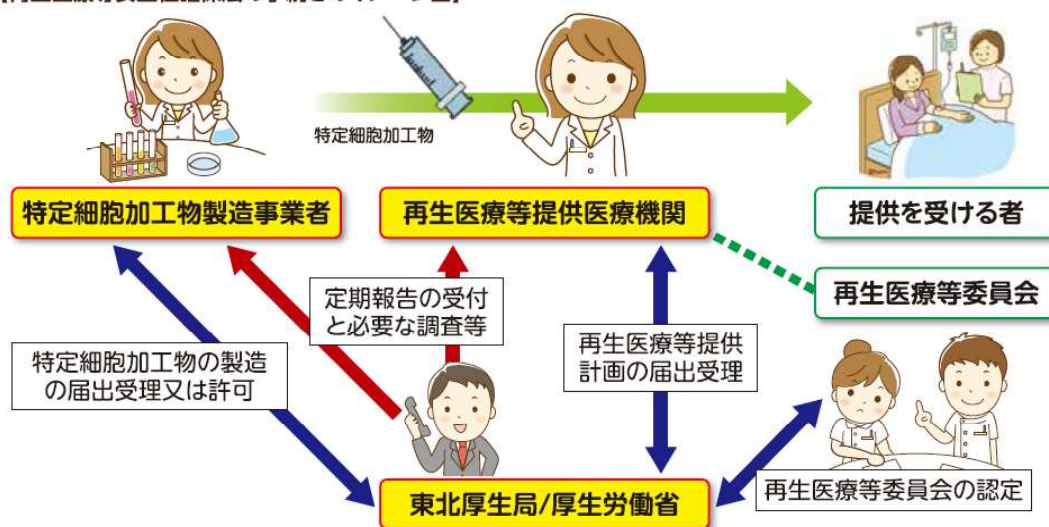 特定細胞加工物
特定細胞加工物製造事業者
再生医療等提供医療機関
提供を受ける者
再生医療等委員会
定期報告の受付
と必要な調査等
特定細胞加工物の製造
の届出受理又は許可
再生医療等提供
計画の届出受理
再生医療等委員会の認定
東北厚生局/厚生労働省